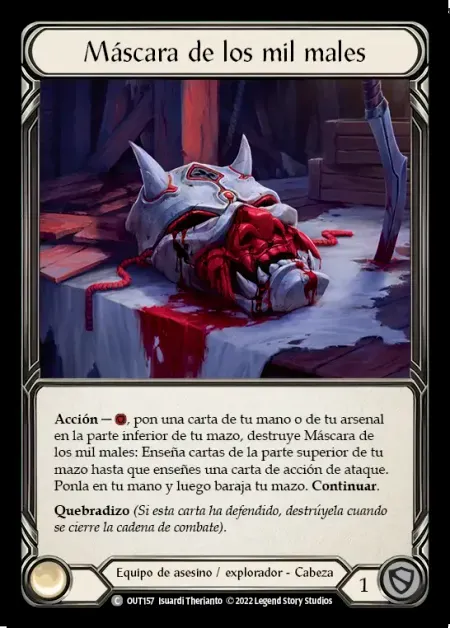 Máscara de los mil males
Acción — , pon una carta de tu mano o de tu arsenal
en la parte inferior de tu mazo, destruye Máscara de
los mil males: Enseña cartas de la parte superior de tu
mazo hasta que enseñes una carta de acción de ataque.
Ponla en tu mano y luego baraja tu mazo. Continuar.
Quebradizo (Si esta carta ha defendido, destrúyela cuando
se cierre la cadena de combate).
Equipo de asesino / explorador - Cabeza
1
C OUT157 Isuardi Therianto © 2022 Legend Story Studios